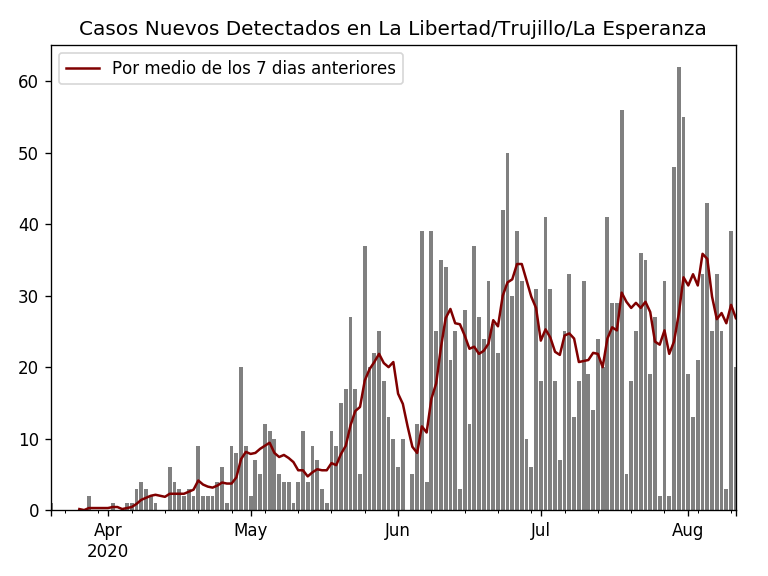 Casos Nuevos Detectados en La Libertad/Trujillo/La Esperanza
Por medio de los 7 dias anteriores
60
50
40
30
20
10
0
Apr May Jun Jul Aug
2020